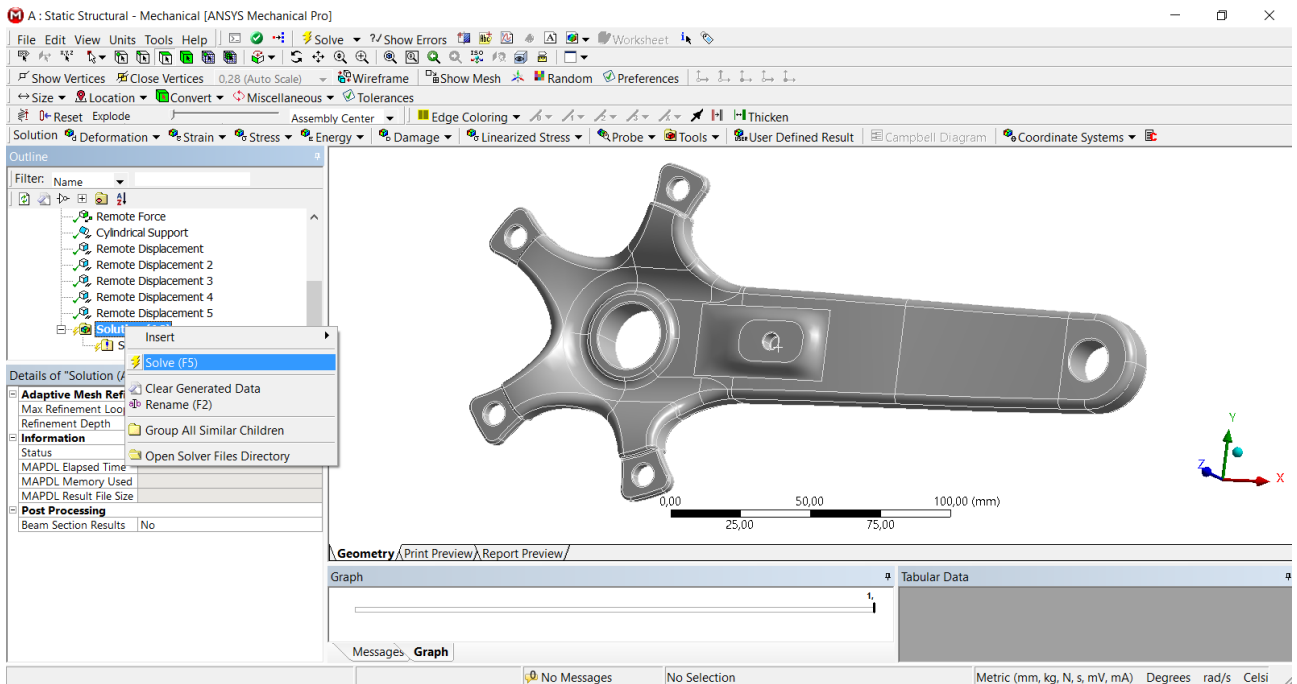 A : Static Structural - Mechanical [ANSYS Mechanical Pro]
File Edit View Units Tools Help Solve ?/ Show Errors Worksheet
Show Vertices Close Vertices 0,28 (Auto Scale) Wireframe Show Mesh Random Preferences
Size Location Convert Miscellaneous Tolerances
Reset Explode Assembly Center Edge Coloring Thicken
Solution Deformation Strain Stress Energy Damage Linearized Stress Probe Tools User Defined Result Campbell Diagram Coordinate Systems
Outline
Filter: Name
Remote Force
Cylindrical Support
Remote Displacement
Remote Displacement 2
Remote Displacement 3
Remote Displacement 4
Remote Displacement 5
Insert
Solve (F5)
Clear Generated Data
Rename (F2)
Group All Similar Children
Open Solver Files Directory
Details of "Solution
Adaptive Mesh
Max Refinement
Refinement Depth
Information
Status
MAPDL Elapsed Time
MAPDL Memory Used
MAPDL Result File Size
Post Processing
Beam Section Results No
Y
Z
X
0,00 50,00 100,00 (mm)
25,00 75,00
Geometry Print Preview Report Preview
Graph
1,
Messages Graph
Tabular Data
No Messages No Selection Metric (mm, kg, N, s, mV, mA) Degrees rad/s Celsi